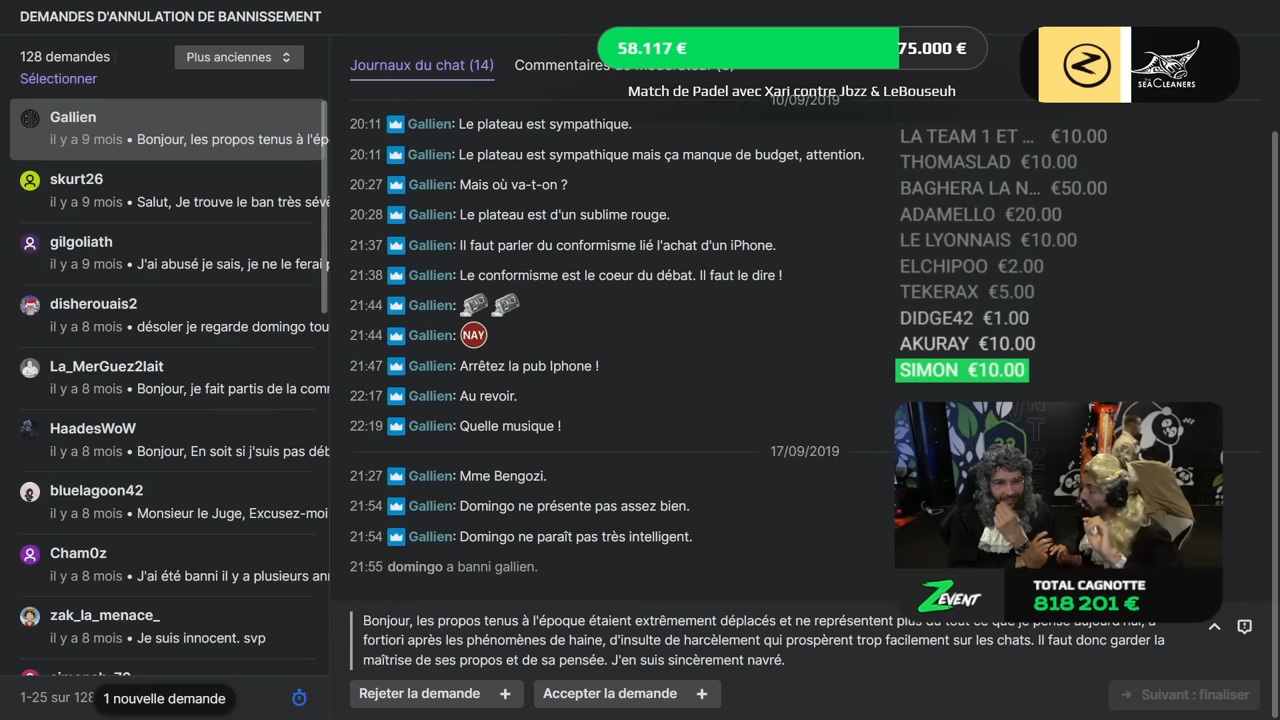 DEMANDES D'ANNULATION DE BANNISSEMENT
128 demandes
Plus anciennes
Sélectionner
Gallien
il y a 9 mois • Bonjour, les propos tenus à l'ép
skurt26
il y a 9 mois • Salut, Je trouve le ban très sév
gilgoliath
il y a 9 mois • J'ai abusé je sais, je ne le ferai p
disherouais2
il y a 8 mois • désoler je regarde domingo tou
La_MerGuez2lait
il y a 8 mois • Bonjour, je fait partis de la com
HaadesWoW
il y a 8 mois • Bonjour, En soit si j'suis pas déb
bluelagoon42
il y a 8 mois • Monsieur le Juge, Excusez-moi
Cham0z
il y a 8 mois • J'ai été banni il y a plusieurs ann
zak_la_menace_
il y a 8 mois • Je suis innocent. svp
1-25 sur 128
1 nouvelle demande
58.117 €
75.000 €
Journaux du chat (14)
Commentaires
Match de Padel avec Xari contre Jbzz & LeBouseuh
10/09/2019
20:11 Gallien: Le plateau est sympathique.
20:11 Gallien: Le plateau est sympathique mais ça manque de budget, attention.
20:27 Gallien: Mais où va-t-on ?
20:28 Gallien: Le plateau est d'un sublime rouge.
21:37 Gallien: Il faut parler du conformisme lié l'achat d'un iPhone.
21:38 Gallien: Le conformisme est le coeur du débat. Il faut le dire !
21:44 Gallien:
21:44 Gallien: NAY
21:47 Gallien: Arrêtez la pub Iphone !
22:17 Gallien: Au revoir.
22:19 Gallien: Quelle musique !
17/09/2019
21:27 Gallien: Mme Bengozi.
21:54 Gallien: Domingo ne présente pas assez bien.
21:54 Gallien: Domingo ne paraît pas très intelligent.
21:55 domingo a banni gallien.
Bonjour, les propos tenus à l'époque étaient extrêmement déplacés et ne représentent plus du tout ce que je pense aujourd'hui, a
fortiori après les phénomènes de haine, d'insulte de harcèlement qui prospèrent trop facilement sur les chats. Il faut donc garder la
maîtrise de ses propos et de sa pensée. J'en suis sincèrement navré.
Rejeter la demande +
Accepter la demande +
→ Suivant : finaliser
Z
SEACLEANERS
LA TEAM 1 ET ... €10.00
THOMASLAD €10.00
BAGHERA LA N... €50.00
ADAMELLO €20.00
LE LYONNAIS €10.00
ELCHIPOO €2.00
TEKERAX €5.00
DIDGE42 €1.00
AKURAY €10.00
SIMON €10.00
ZEVENT
TOTAL CAGNOTTE
818 201 €